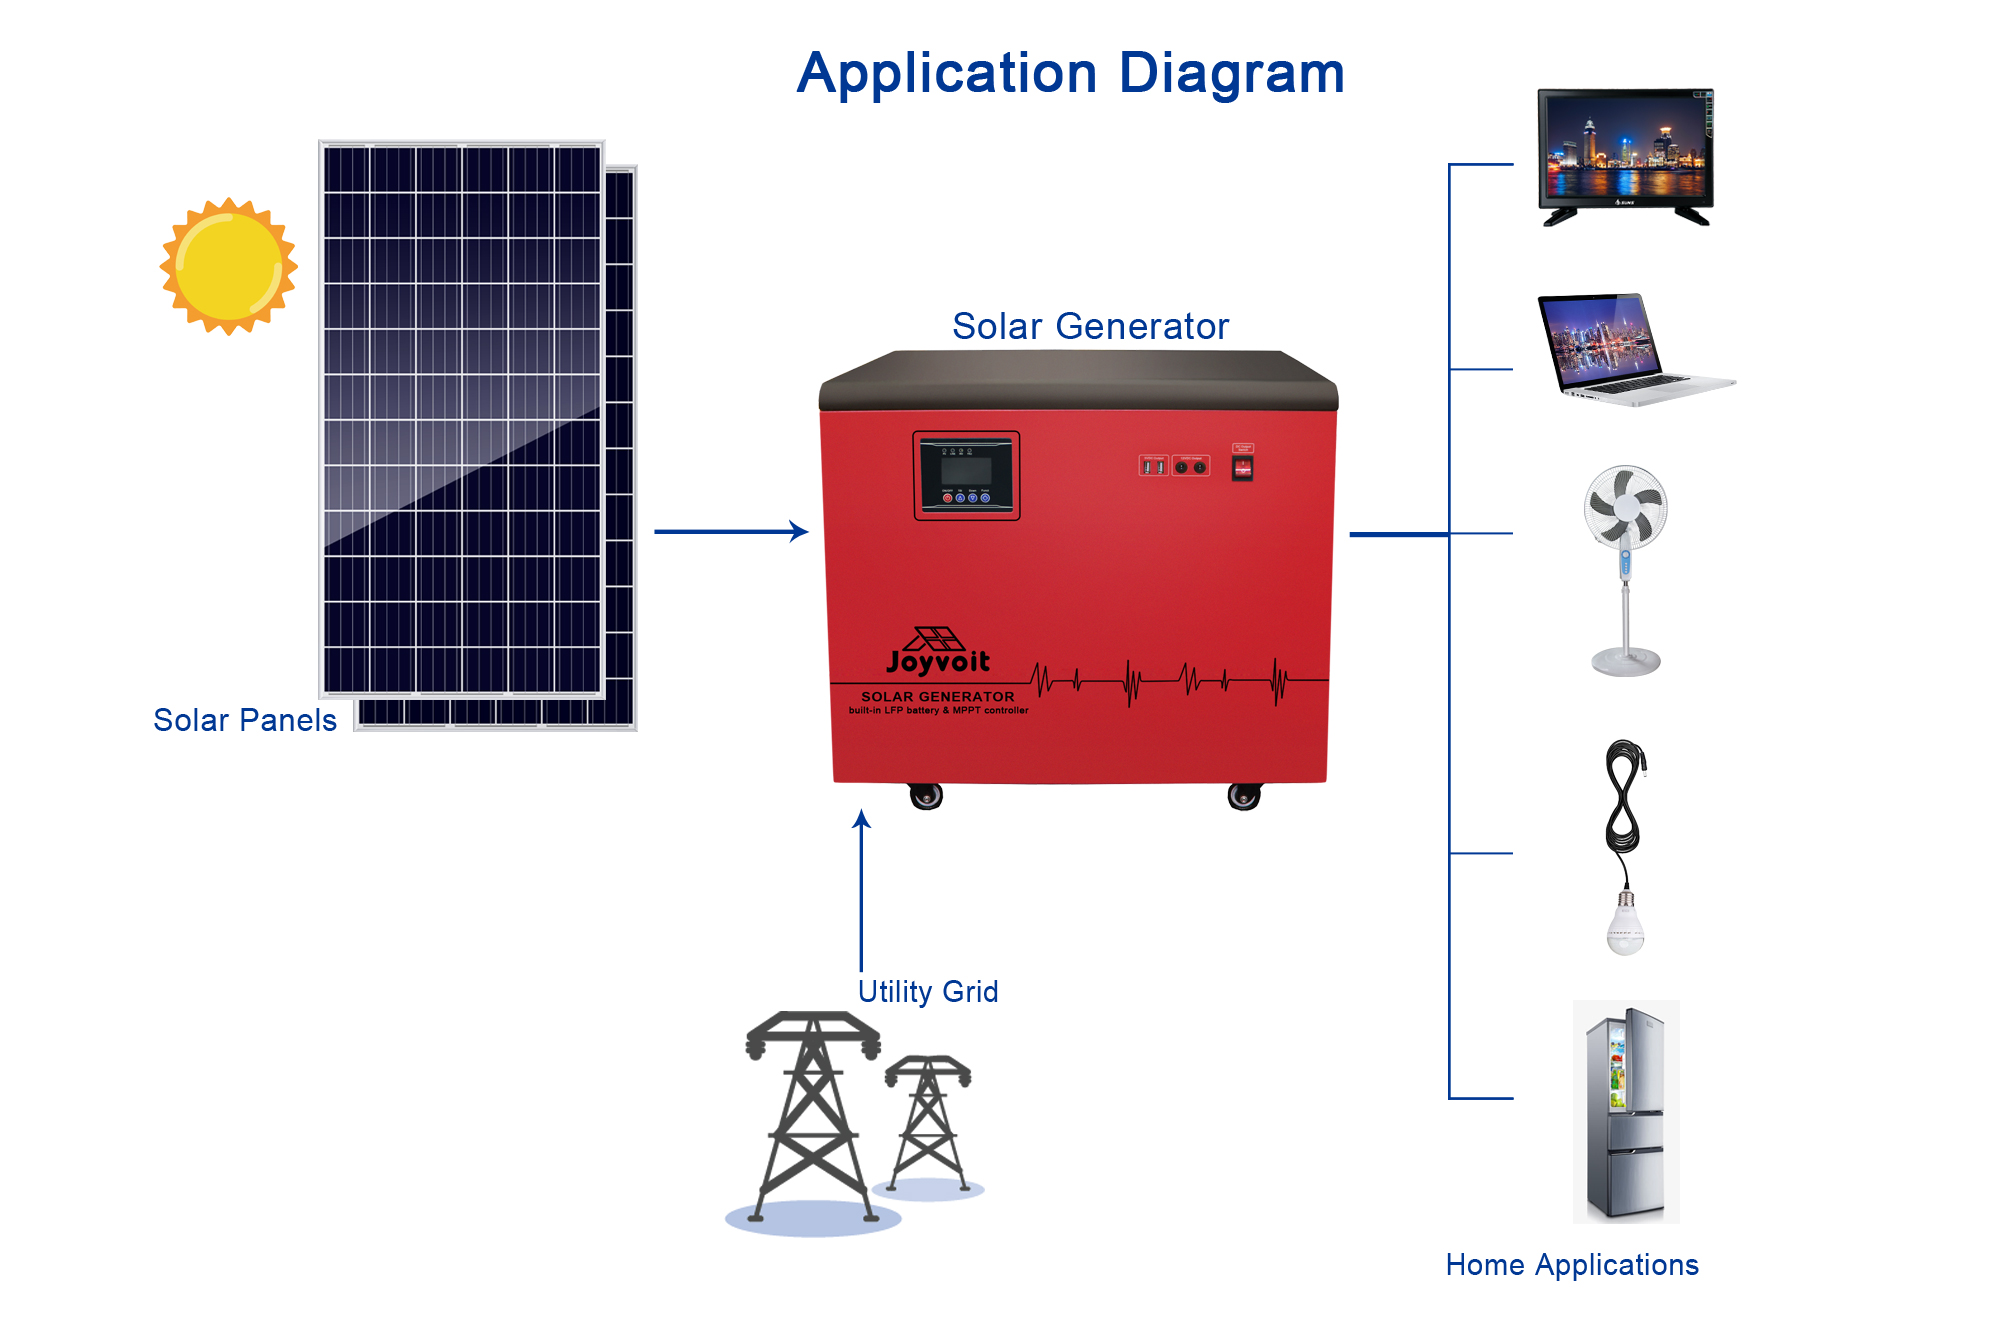 Application Diagram
Solar Generator
Joyvoit
SOLAR GENERATOR
built-in LFP battery & MPPT controller
Solar Panels
Utility Grid
Home Applications